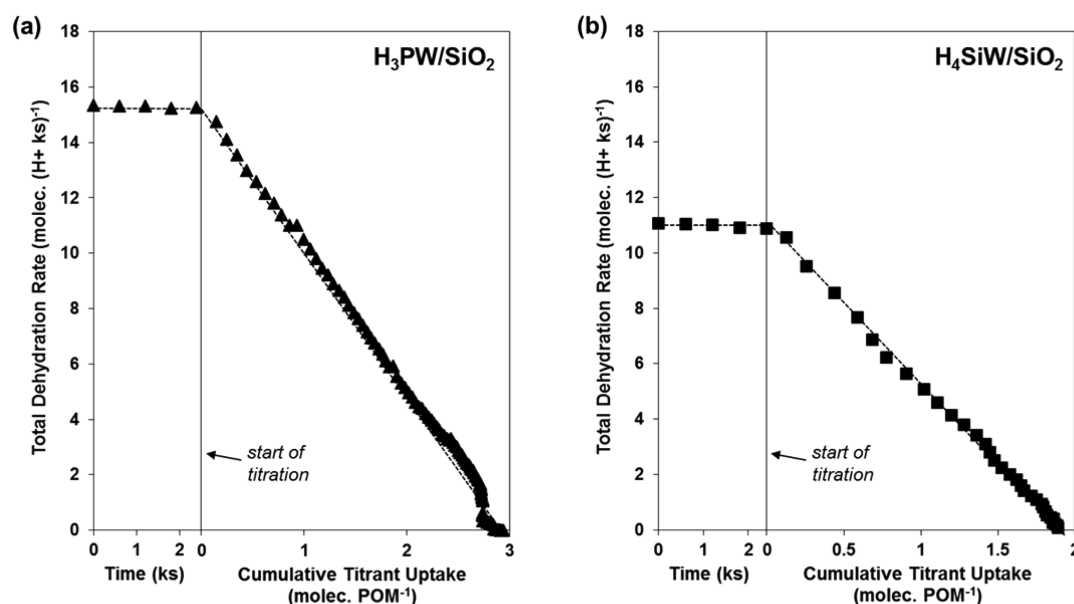 (a)
H₃PW/SiO₂
Total Dehydration Rate (molec. (H+ ks)⁻¹)
18
16
14
12
10
8
6
4
2
0
start of
titration
0 1 2 0 1 2 3
Time (ks) Cumulative Titrant Uptake
(molec. POM⁻¹)
(b)
H₄SiW/SiO₂
Total Dehydration Rate (molec. (H+ ks)⁻¹)
18
16
14
12
10
8
6
4
2
0
start of
titration
0 1 2 0 0.5 1 1.5 2
Time (ks) Cumulative Titrant Uptake
(molec. POM⁻¹)